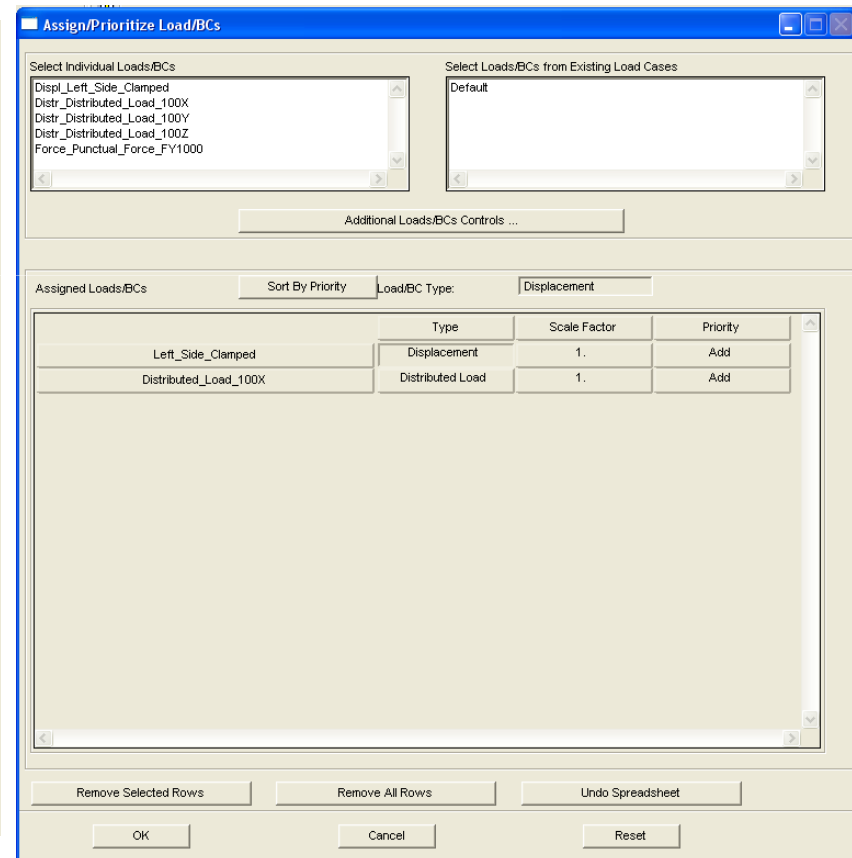 Assign/Prioritize Load/BCs
Select Individual Loads/BCs
Select Loads/BCs from Existing Load Cases
Displ_Left_Side_Clamped
Distr_Distributed_Load_100X
Distr_Distributed_Load_100Y
Distr_Distributed_Load_100Z
Force_Punctual_Force_FY1000
Default
Additional Loads/BCs Controls ...
Assigned Loads/BCs Sort By Priority Load/BC Type: Displacement
Type Scale Factor Priority
Left_Side_Clamped Displacement 1. Add
Distributed_Load_100X Distributed Load 1. Add
Remove Selected Rows Remove All Rows Undo Spreadsheet
OK Cancel Reset